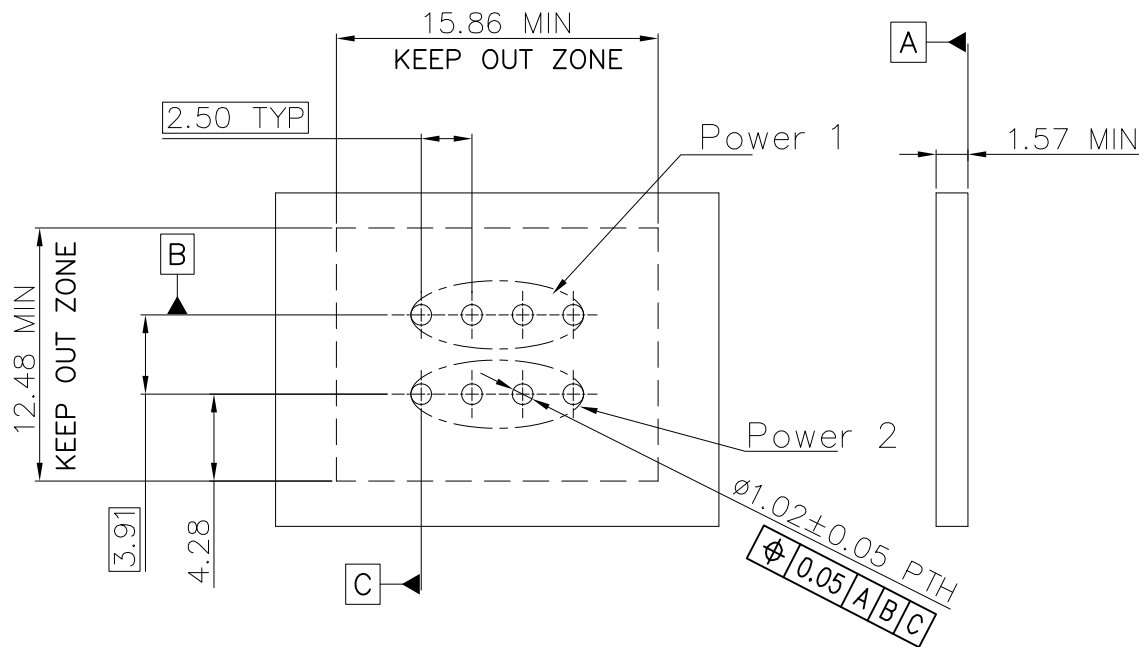 15.86 MIN
KEEP OUT ZONE
A
2.50 TYP
Power 1
1.57 MIN
B
12.48 MIN
KEEP OUT ZONE
Power 2
3.91
4.28
ø1.02±0.05 PTH
⌖ 0.05 A B C
C